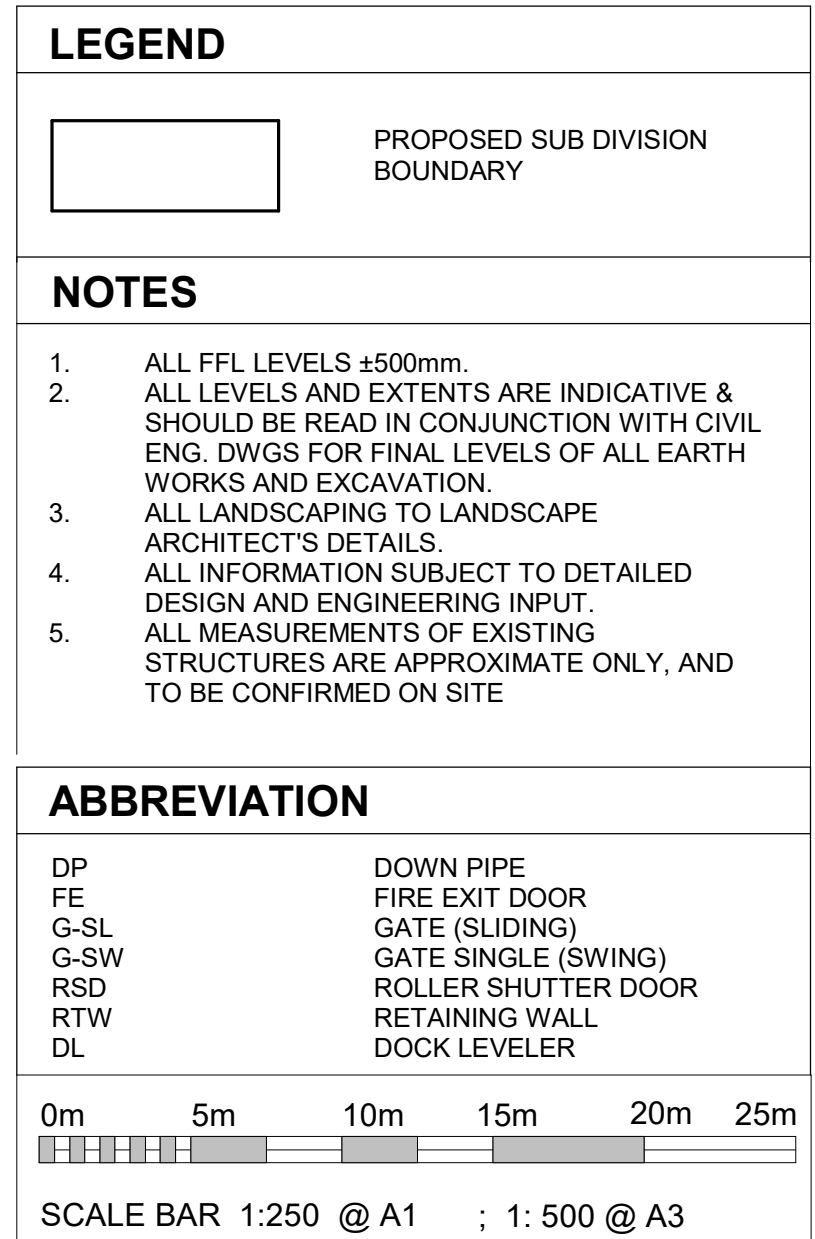 LEGEND
PROPOSED SUB DIVISION
BOUNDARY
NOTES
1. ALL FFL LEVELS ±500mm.
2. ALL LEVELS AND EXTENTS ARE INDICATIVE &
SHOULD BE READ IN CONJUNCTION WITH CIVIL
ENG. DWGS FOR FINAL LEVELS OF ALL EARTH
WORKS AND EXCAVATION.
3. ALL LANDSCAPING TO LANDSCAPE
ARCHITECT'S DETAILS.
4. ALL INFORMATION SUBJECT TO DETAILED
DESIGN AND ENGINEERING INPUT.
5. ALL MEASUREMENTS OF EXISTING
STRUCTURES ARE APPROXIMATE ONLY, AND
TO BE CONFIRMED ON SITE
ABBREVIATION
DP DOWN PIPE
FE FIRE EXIT DOOR
G-SL GATE (SLIDING)
G-SW GATE SINGLE (SWING)
RSD ROLLER SHUTTER DOOR
RTW RETAINING WALL
DL DOCK LEVELER
0m 5m 10m 15m 20m 25m
SCALE BAR 1:250 @ A1 ; 1: 500 @ A3